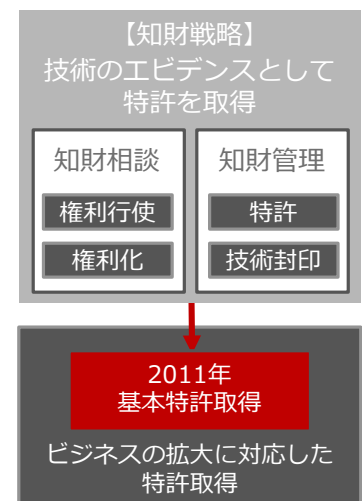 【知財戦略】
技術のエビデンスとして
特許を取得
知財相談
権利行使
権利化
知財管理
特許
技術封印
2011年
基本特許取得
ビジネスの拡大に対応した
特許取得